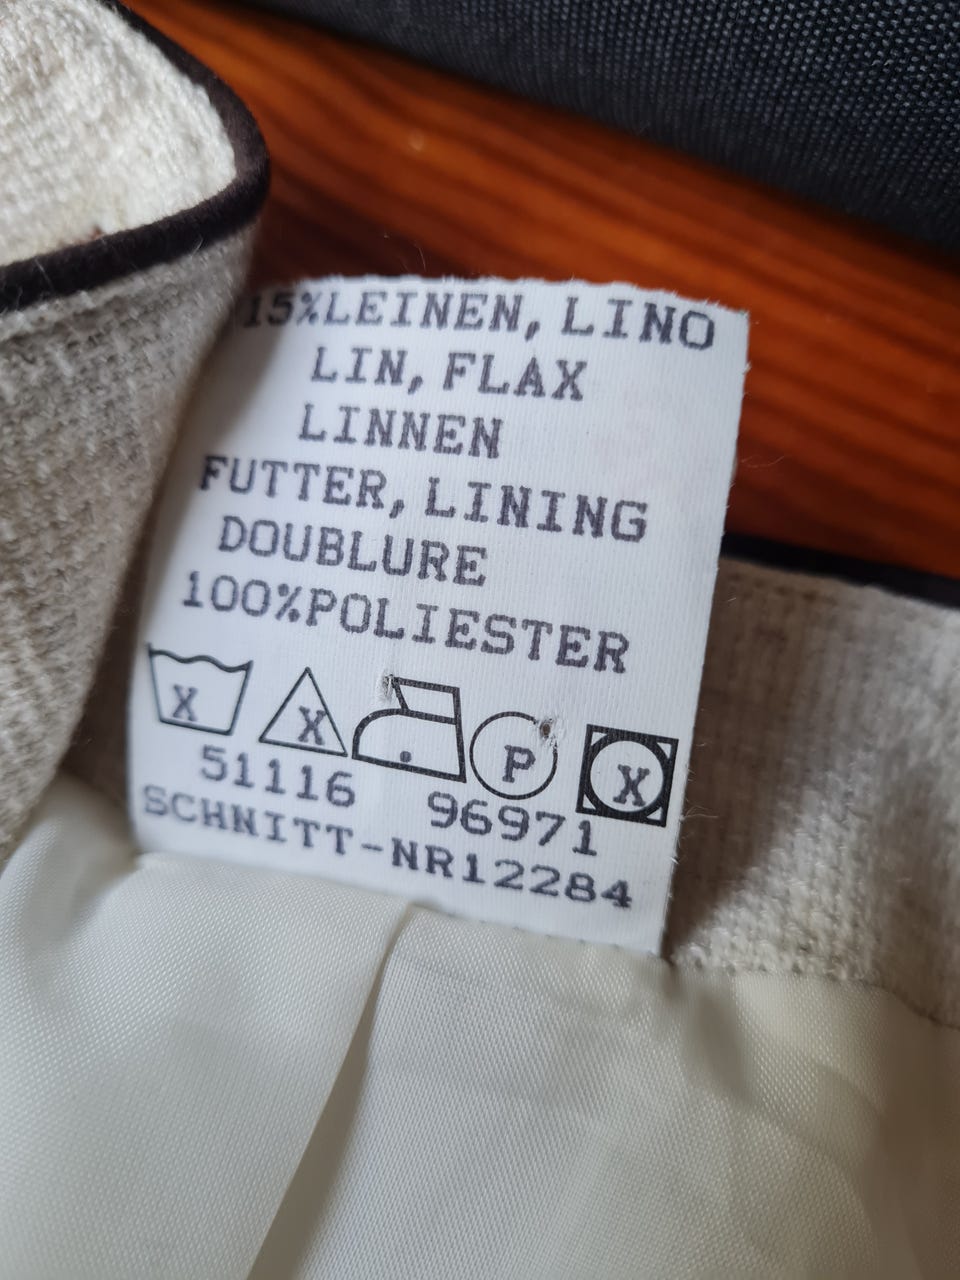 15%LEINEN, LINO
LIN, FLAX
LINNEN
FUTTER, LINING
DOUBLURE
100%POLIESTER
X X P X
51116 96971
SCHNITT-NR12284